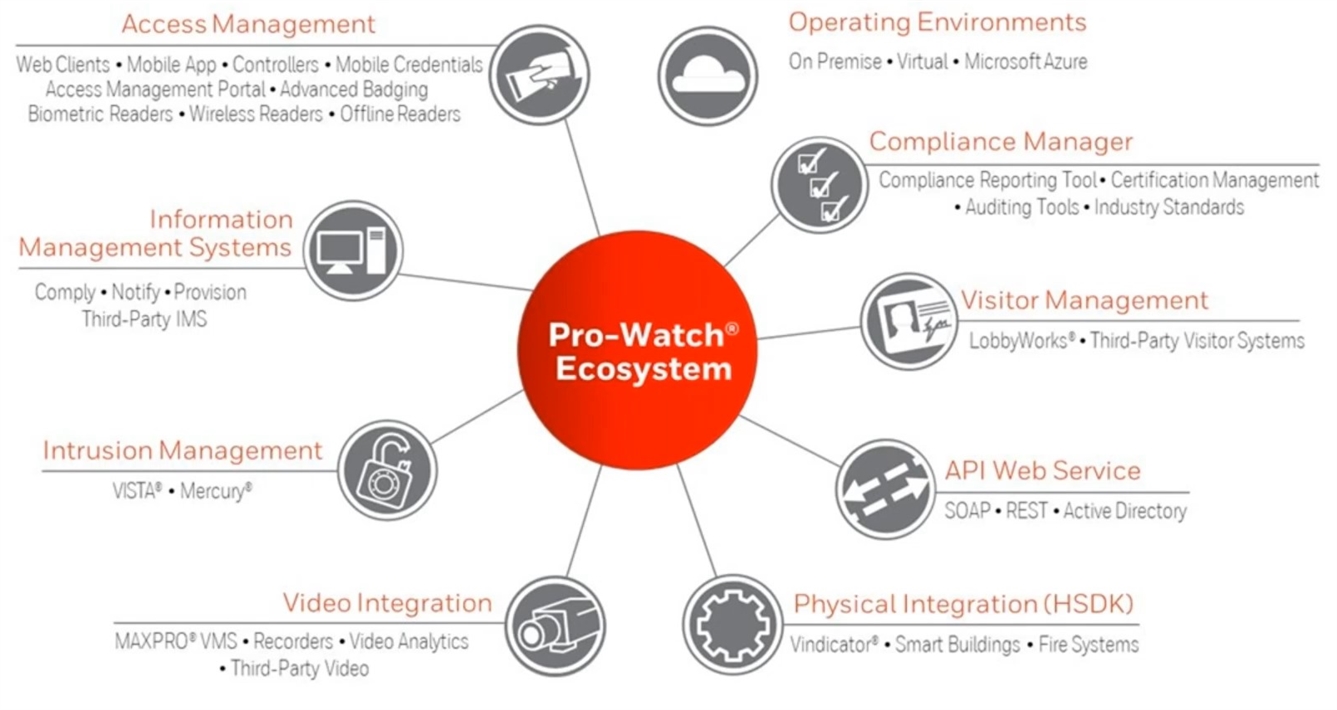 Access Management
Web Clients • Mobile App • Controllers • Mobile Credentials
Access Management Portal • Advanced Badging
Biometric Readers • Wireless Readers • Offline Readers
Operating Environments
On Premise • Virtual • Microsoft Azure
Compliance Manager
Compliance Reporting Tool • Certification Management
• Auditing Tools • Industry Standards
Information
Management Systems
Comply • Notify • Provision
Third-Party IMS
Visitor Management
LobbyWorks® • Third-Party Visitor Systems
Pro-Watch®
Ecosystem
Intrusion Management
VISTA® • Mercury®
API Web Service
SOAP • REST • Active Directory
Video Integration
MAXPRO® VMS • Recorders • Video Analytics
• Third-Party Video
Physical Integration (HSDK)
Vindicator® • Smart Buildings • Fire Systems